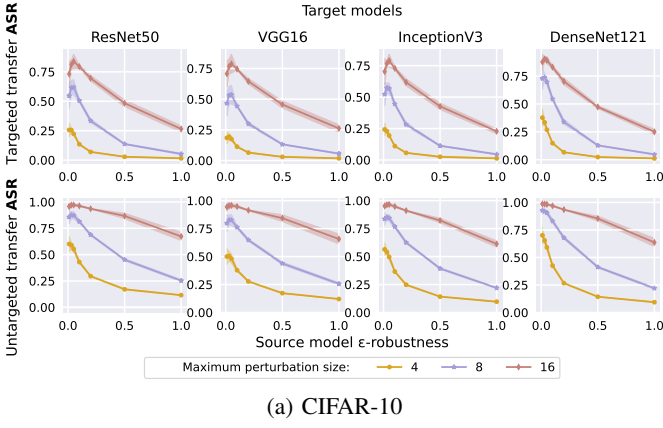 Target models
ResNet50 VGG16 InceptionV3 DenseNet121
Targeted transfer ASR
0.75 0.75 0.75 0.75
0.50 0.50 0.50 0.50
0.25 0.25 0.25 0.25
0.00 0.00 0.00 0.00
0.0 0.5 1.0 0.0 0.5 1.0 0.0 0.5 1.0 0.0 0.5 1.0
Untargeted transfer ASR
1.00 1.00 1.00 1.00
0.75 0.75 0.75 0.75
0.50 0.50 0.50 0.50
0.25 0.25 0.25 0.25
0.00 0.00 0.00 0.00
0.0 0.5 1.0 0.0 0.5 1.0 0.0 0.5 1.0 0.0 0.5 1.0
Source model ε-robustness
Maximum perturbation size: 4 8 16
(a) CIFAR-10